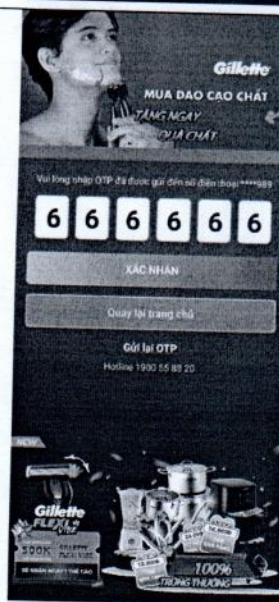 Gillette
MUA DAO CẠO CHẤT
TẶNG NGAY
QUÀ CHẤT
Vui lòng nhập OTP đã được gửi đến số điện thoại ****989
6 6 6 6 6 6
XÁC NHẬN
Quay lại trang chủ
Gửi lại OTP
Hotline 1900 55 88 20
NEW
Gillette
FLEXI
500K
100%
TRÚNG THƯỞNG